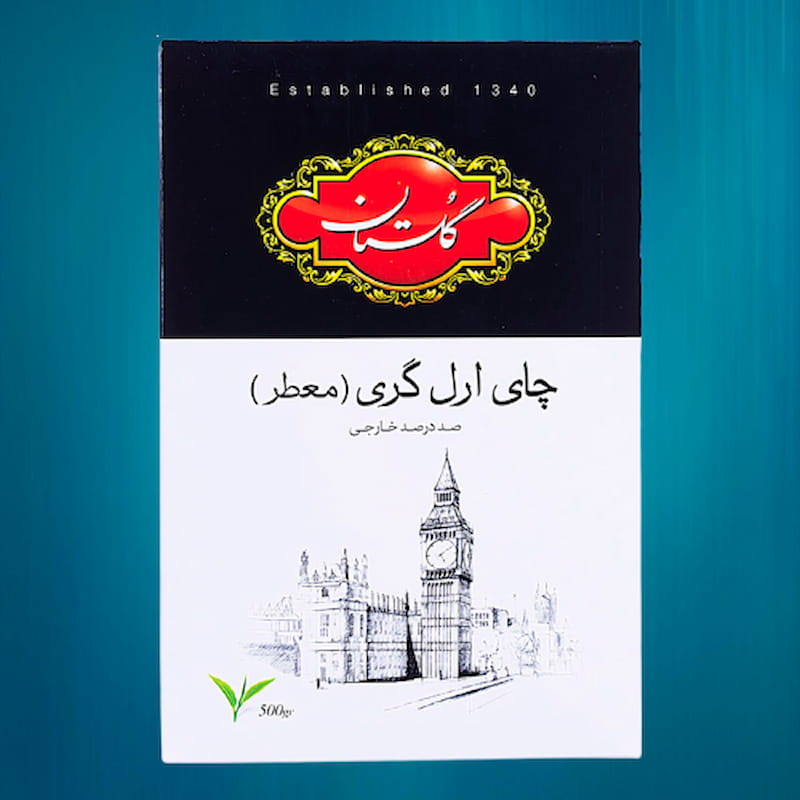 Established 1340
گلستان
چای ارل گری (معطر)
صد درصد خارجی
500gr